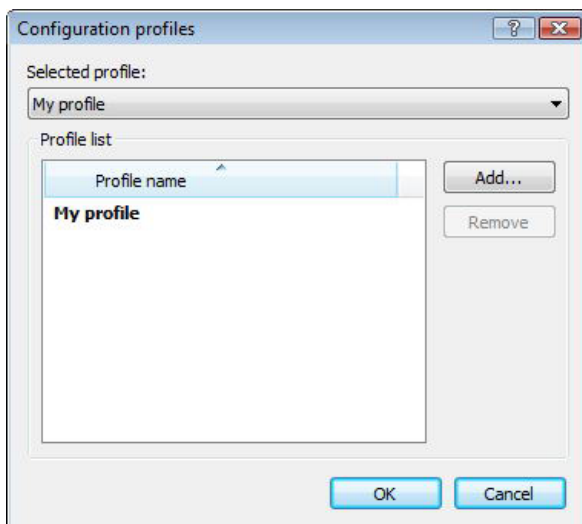 Configuration profiles
Selected profile:
My profile
Profile list
Profile name
Add...
My profile
Remove
OK
Cancel